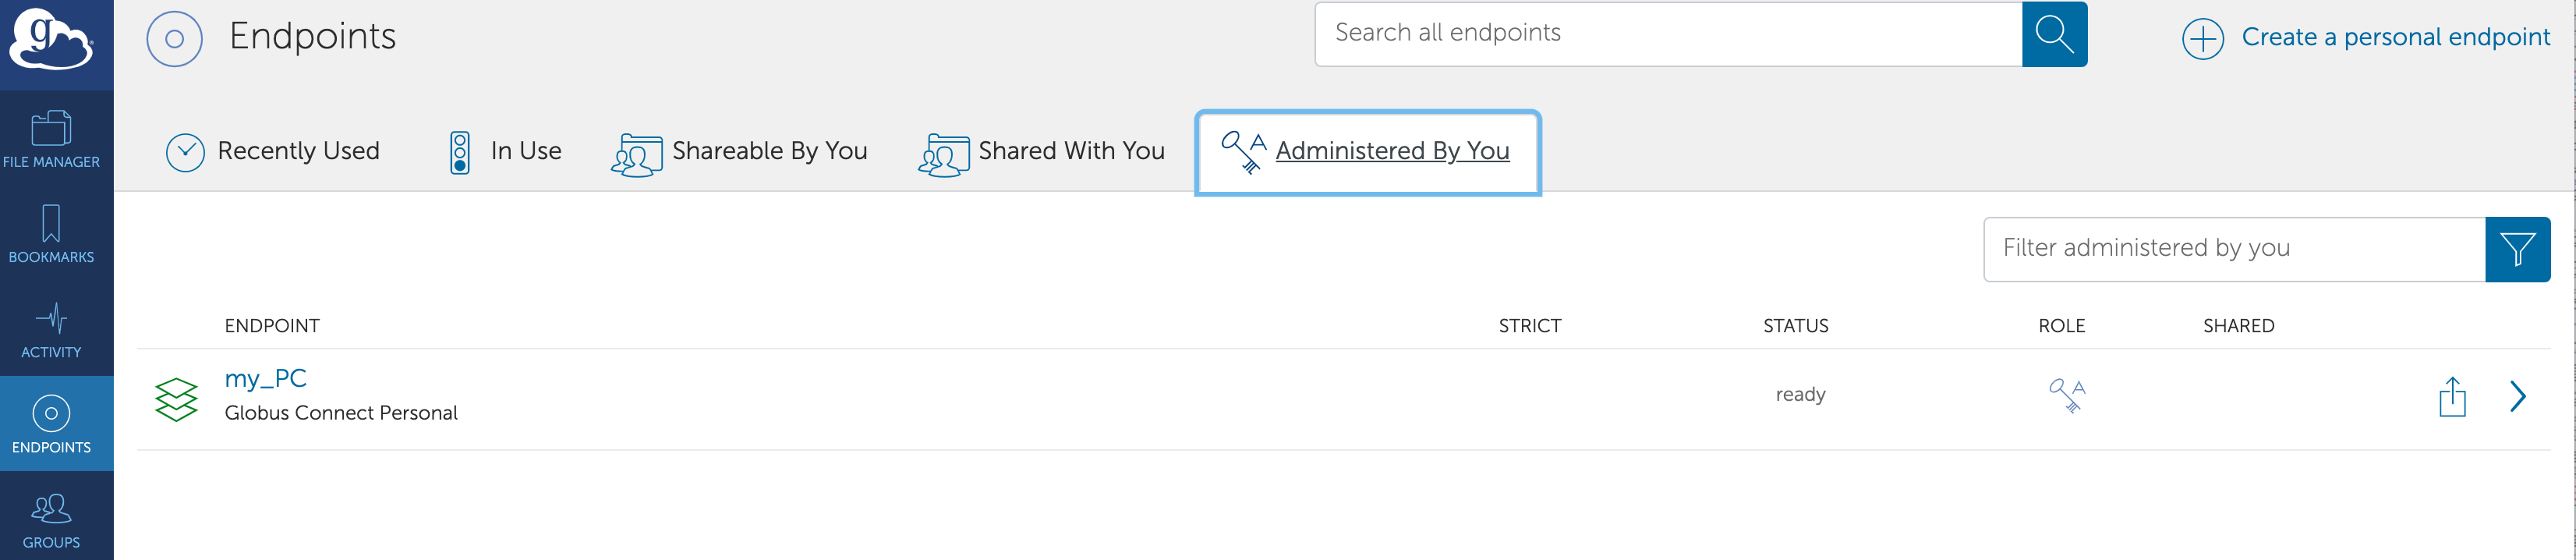 g
Endpoints
Search all endpoints
Create a personal endpoint
FILE MANAGER
BOOKMARKS
ACTIVITY
ENDPOINTS
GROUPS
Recently Used
In Use
Shareable By You
Shared With You
A Administered By You
Filter administered by you
ENDPOINT STRICT STATUS ROLE SHARED
my_PC
Globus Connect Personal
ready
A